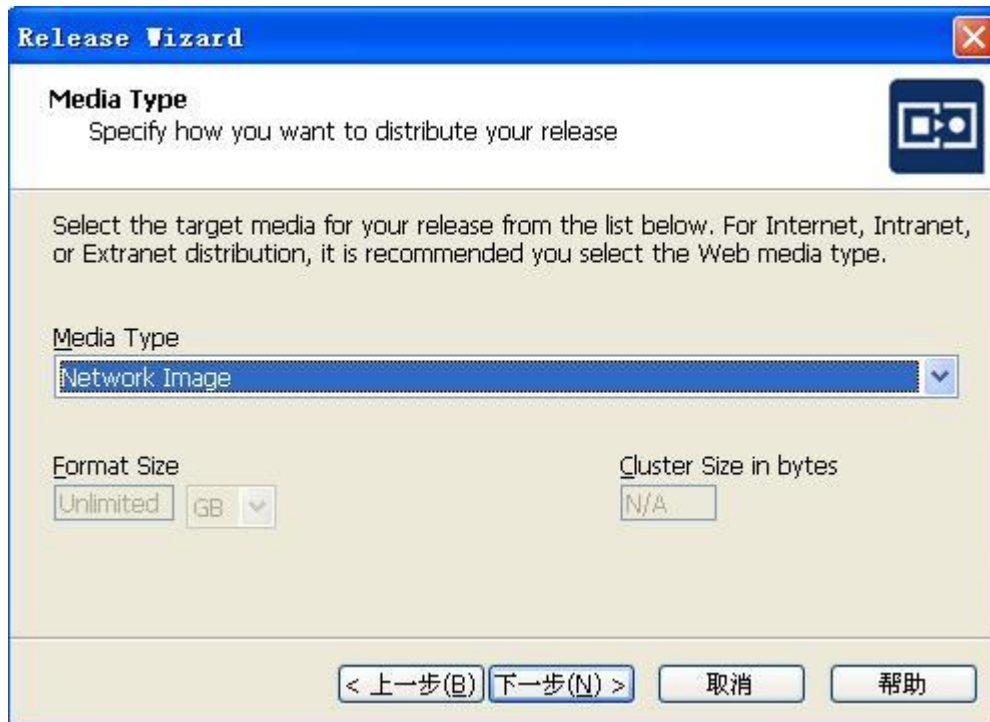 Release Wizard
Media Type
Specify how you want to distribute your release
Select the target media for your release from the list below. For Internet, Intranet,
or Extranet distribution, it is recommended you select the Web media type.
Media Type
Network Image
Format Size
Cluster Size in bytes
Unlimited GB
N/A
< 上一步(B) 下一步(N) > 取消 帮助